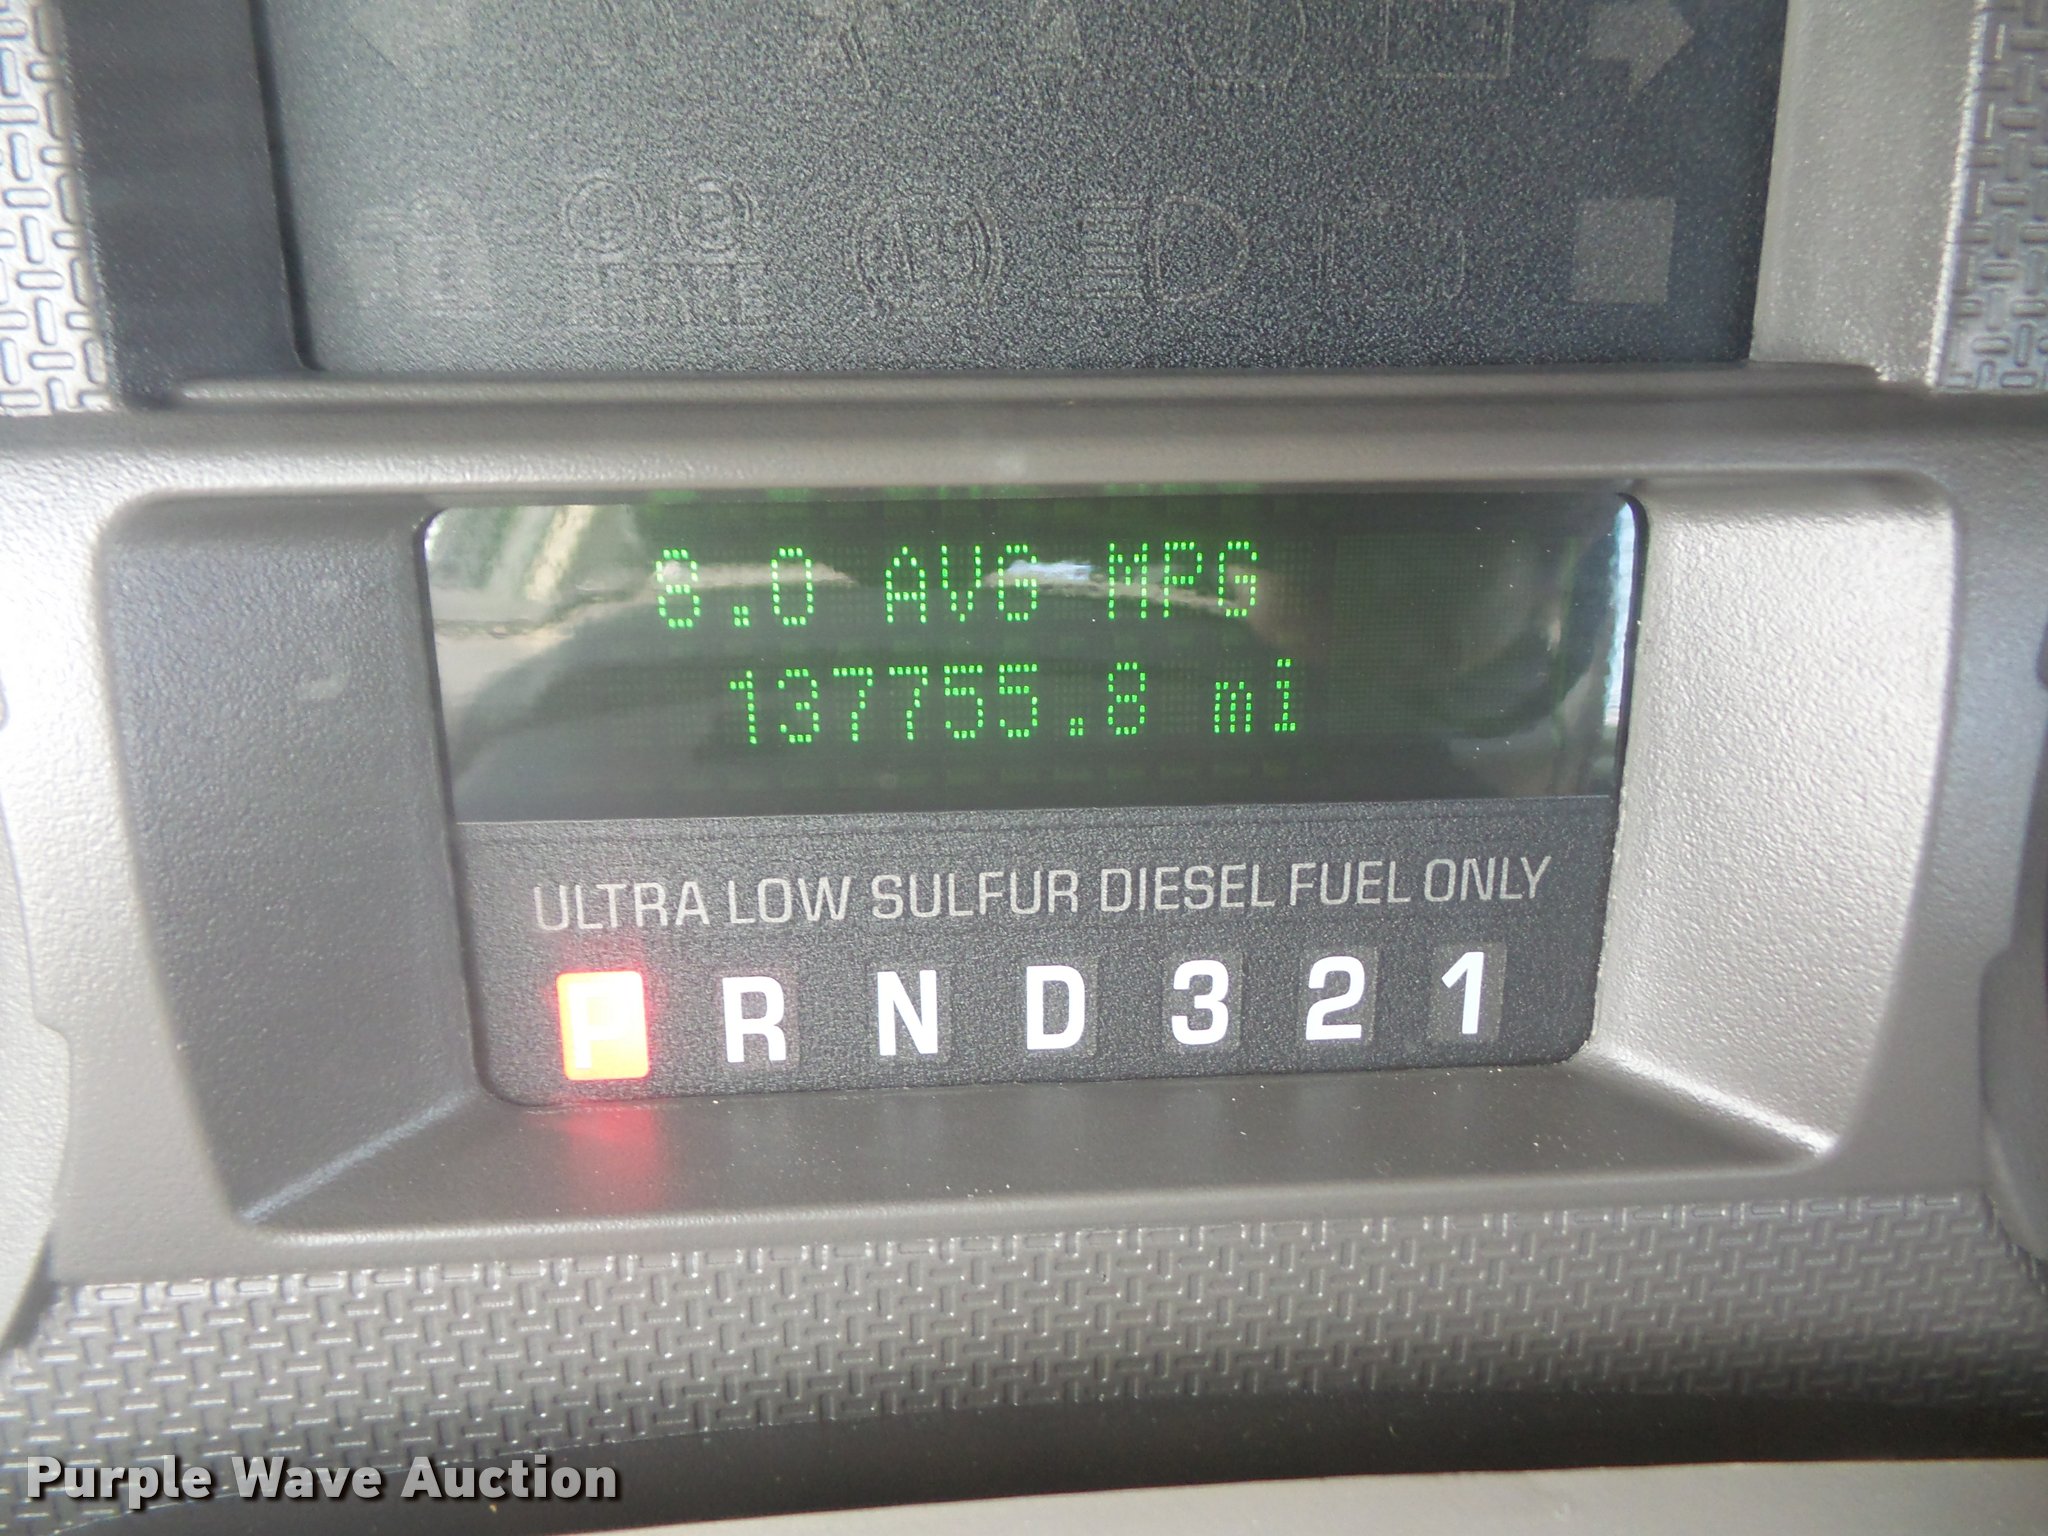 8.0 AVG MPG
137755.8 mi
ULTRA LOW SULFUR DIESEL FUEL ONLY
P R N D 3 2 1
Purple Wave Auction